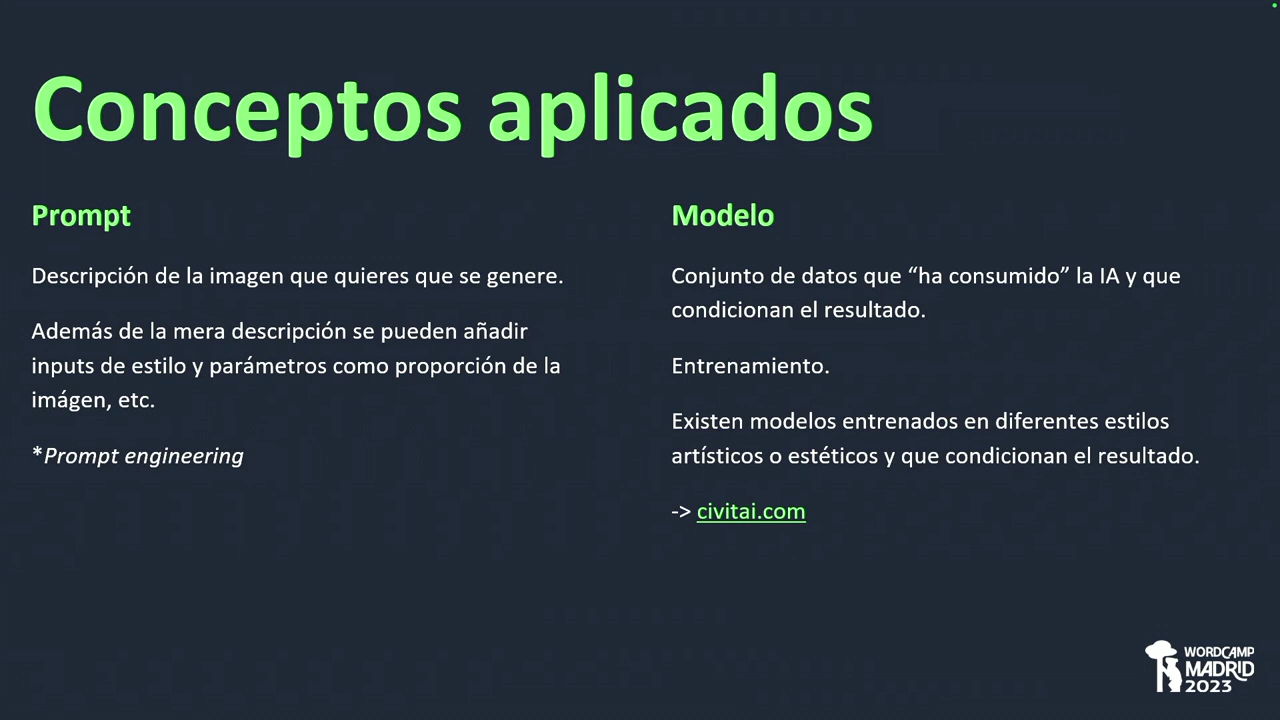 Conceptos aplicados
Prompt
Descripción de la imagen que quieres que se genere.
Además de la mera descripción se pueden añadir
inputs de estilo y parámetros como proporción de la
imágen, etc.
*Prompt engineering
Modelo
Conjunto de datos que “ha consumido” la IA y que
condicionan el resultado.
Entrenamiento.
Existen modelos entrenados en diferentes estilos
artísticos o estéticos y que condicionan el resultado.
-> civitai.com
WORDCAMP
MADRID
2023